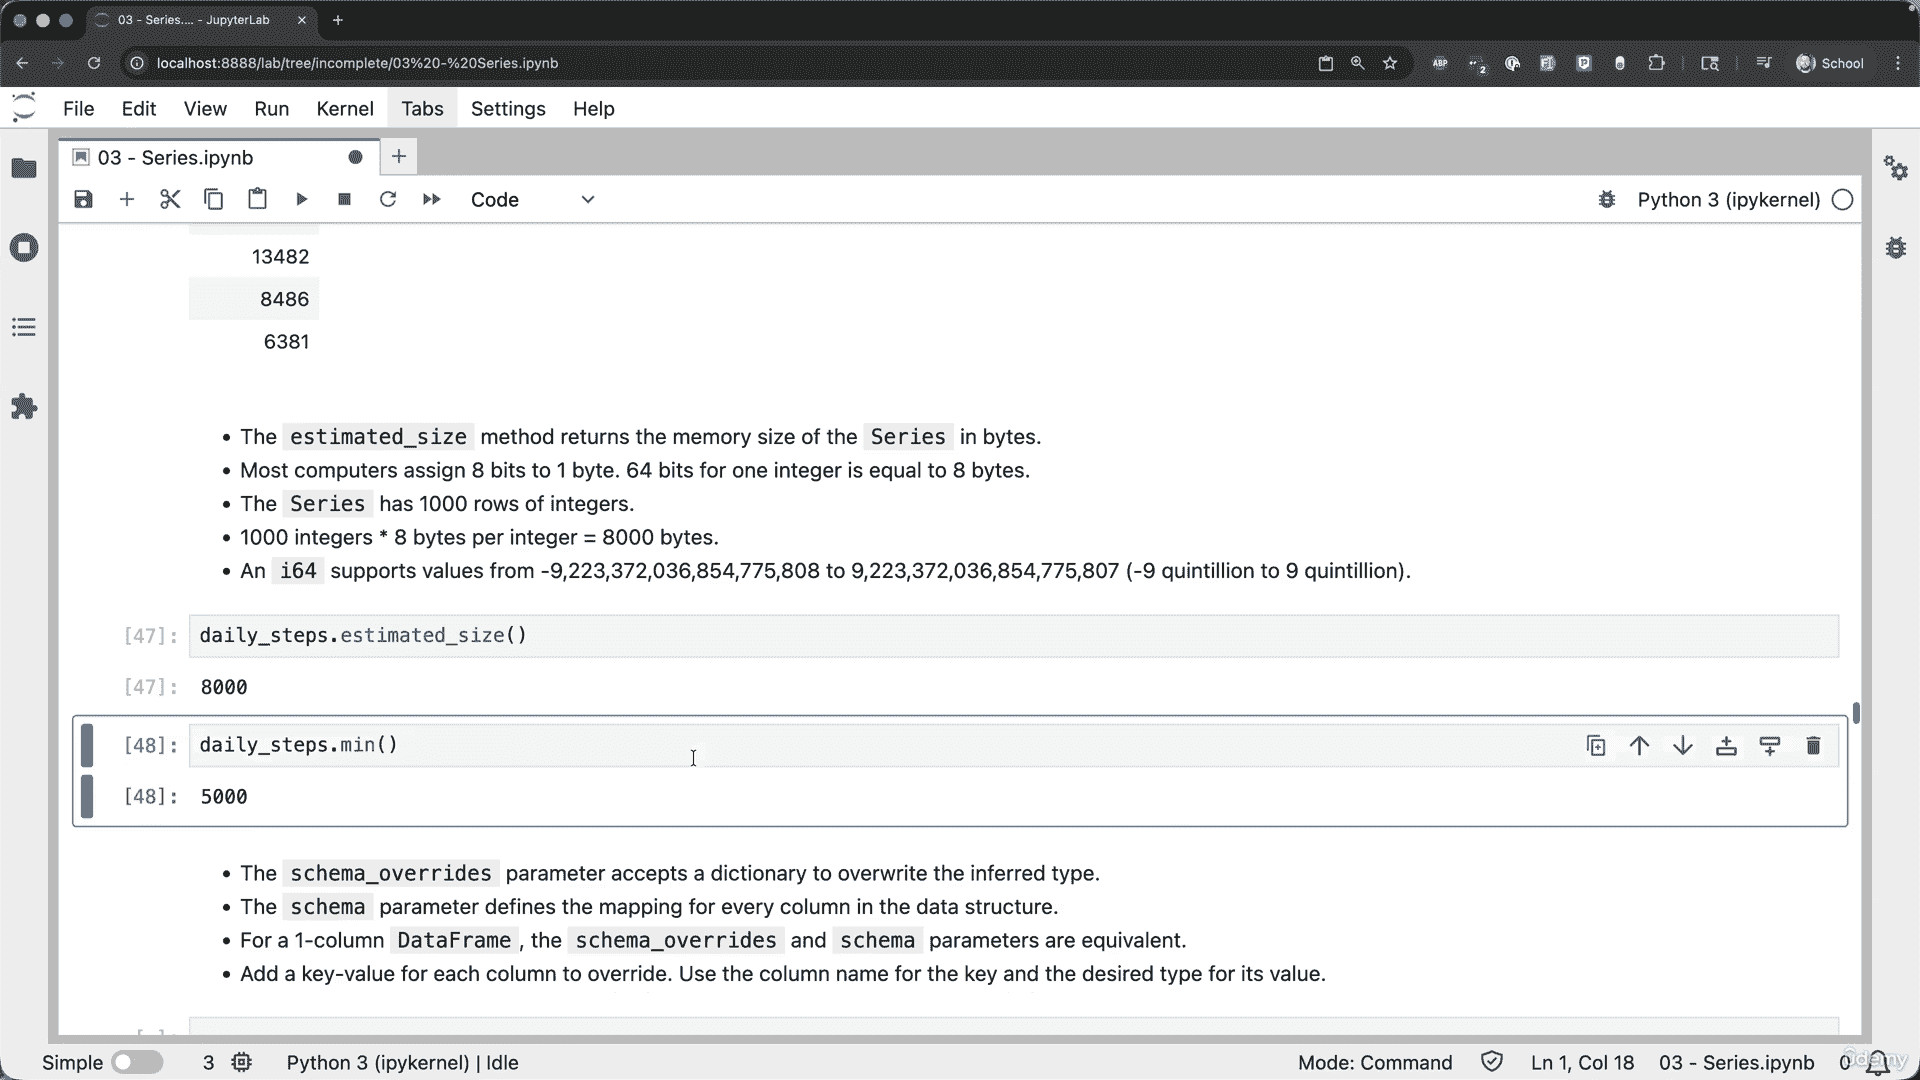 03 - Series.... - JupyterLab
localhost:8888/lab/tree/incomplete/03%20-%20Series.ipynb
ABP
2
School
File Edit View Run Kernel Tabs Settings Help
03 - Series.ipynb
Code
Python 3 (ipykernel)
13482
8486
6381
• The estimated_size method returns the memory size of the Series in bytes.
• Most computers assign 8 bits to 1 byte. 64 bits for one integer is equal to 8 bytes.
• The Series has 1000 rows of integers.
• 1000 integers * 8 bytes per integer = 8000 bytes.
• An i64 supports values from -9,223,372,036,854,775,808 to 9,223,372,036,854,775,807 (-9 quintillion to 9 quintillion).
[47]: daily_steps.estimated_size()
[47]: 8000
[48]: daily_steps.min()
[48]: 5000
• The schema_overrides parameter accepts a dictionary to overwrite the inferred type.
• The schema parameter defines the mapping for every column in the data structure.
• For a 1-column DataFrame, the schema_overrides and schema parameters are equivalent.
• Add a key-value for each column to override. Use the column name for the key and the desired type for its value.
Simple 3 Python 3 (ipykernel) | Idle Mode: Command Ln 1, Col 18 03 - Series.ipynb 0
Udemy